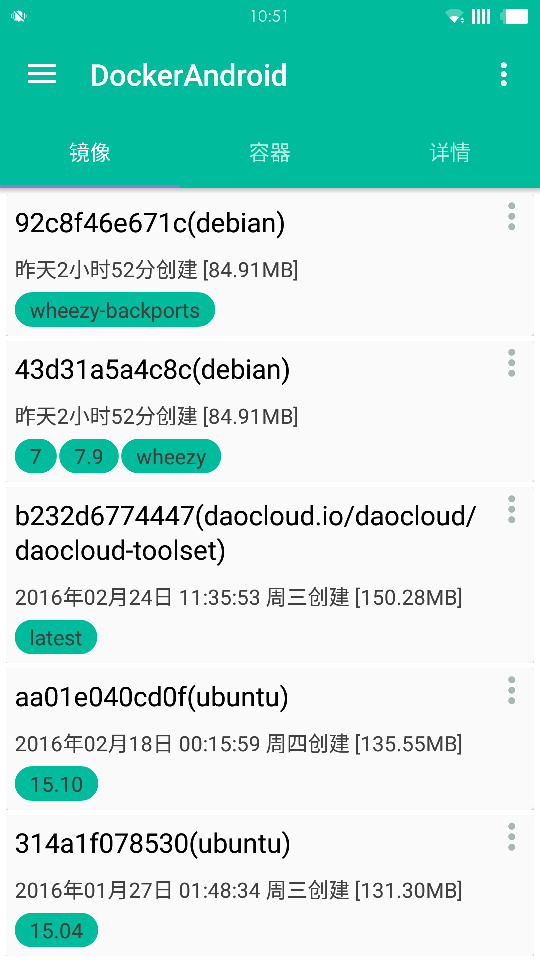 10:51
DockerAndroid
镜像 容器 详情
92c8f46e671c(debian)
昨天2小时52分创建 [84.91MB]
wheezy-backports
43d31a5a4c8c(debian)
昨天2小时52分创建 [84.91MB]
7 7.9 wheezy
b232d6774447(daocloud.io/daocloud/
daocloud-toolset)
2016年02月24日 11:35:53 周三创建 [150.28MB]
latest
aa01e040cd0f(ubuntu)
2016年02月18日 00:15:59 周四创建 [135.55MB]
15.10
314a1f078530(ubuntu)
2016年01月27日 01:48:34 周三创建 [131.30MB]
15.04